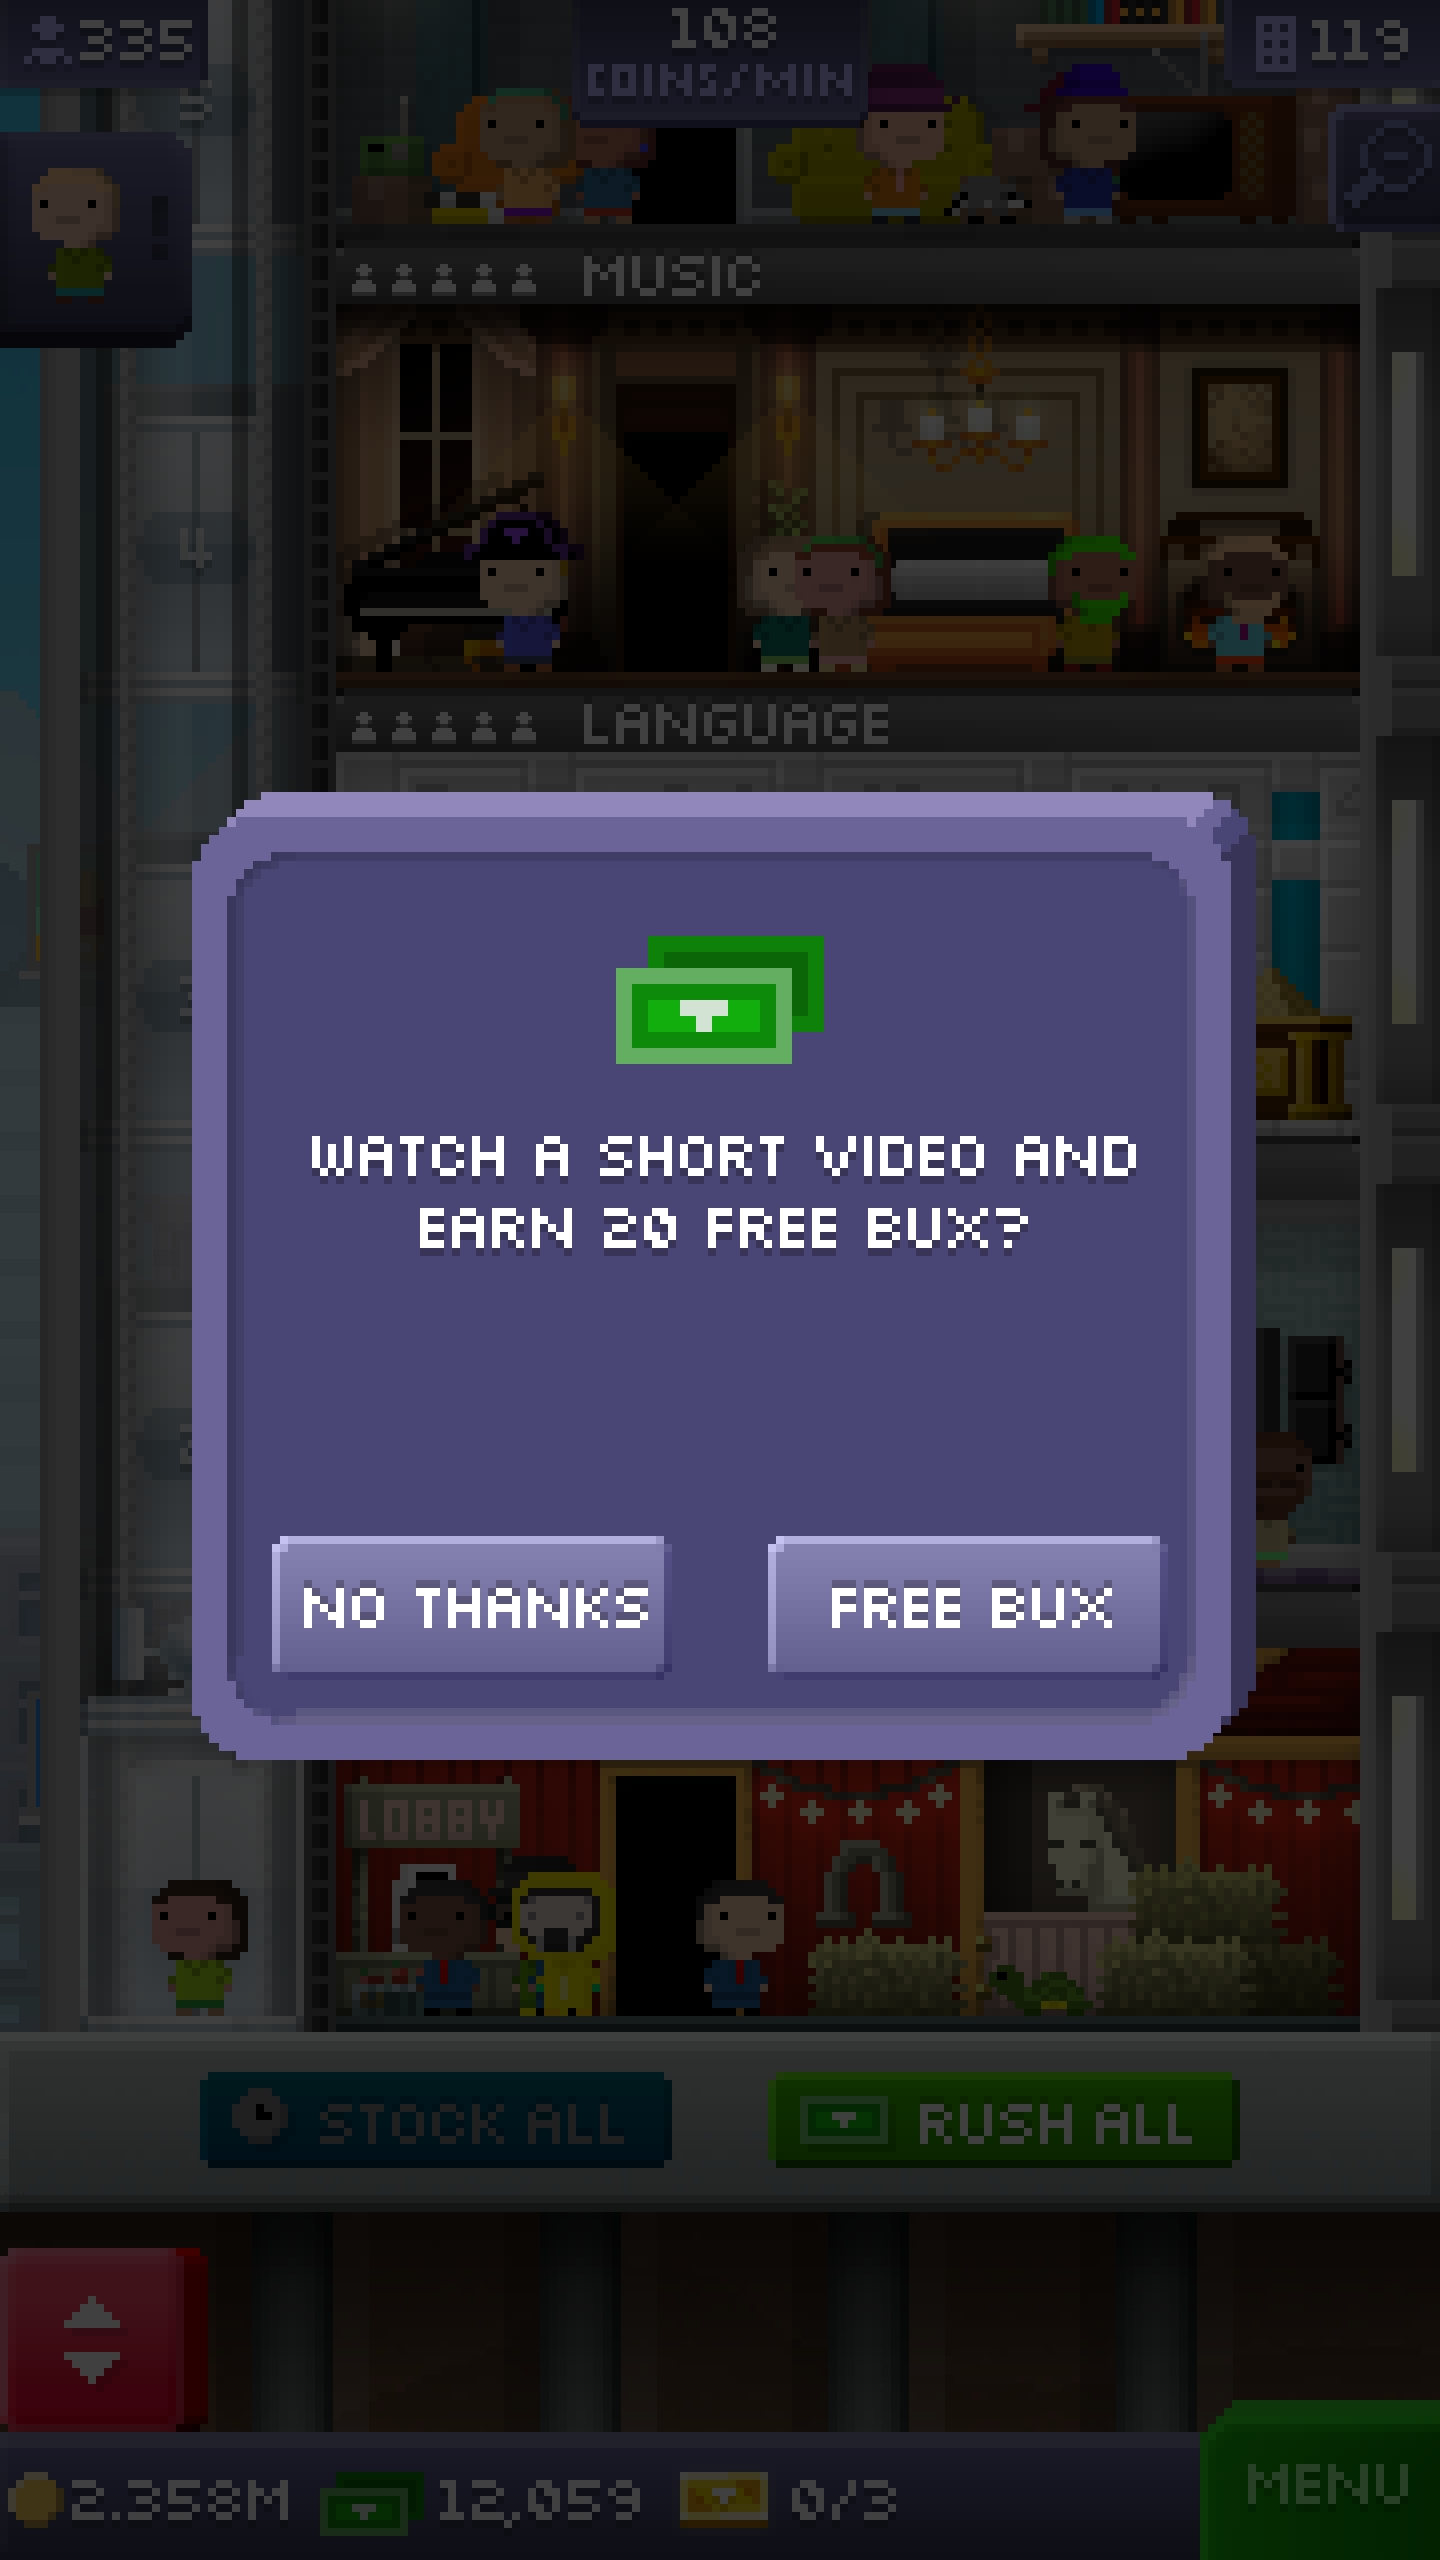 335
108
COINS/MIN
119
5
MUSIC
4
LANGUAGE
WATCH A SHORT VIDEO AND
EARN 20 FREE BUX?
NO THANKS
FREE BUX
LOBBY
STOCK ALL
RUSH ALL
2.358M
12,059
0/3
MENU